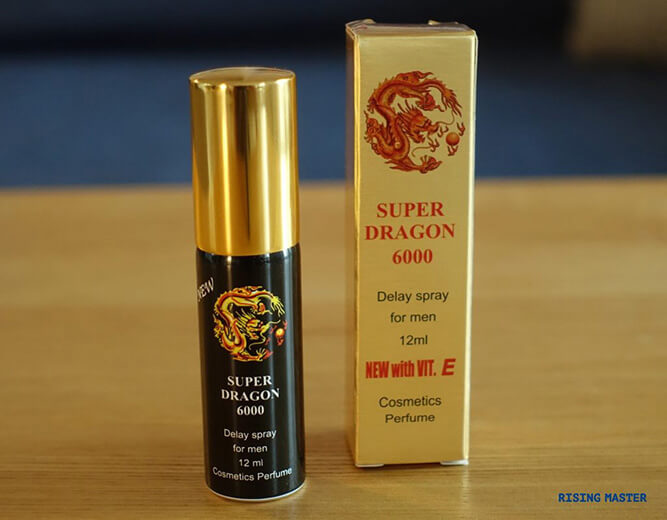 NEW
SUPER
DRAGON
6000
Delay spray
for men
12 ml
Cosmetics Perfume
SUPER
DRAGON
6000
Delay spray
for men
12ml
NEW with VIT. E
Cosmetics
Perfume
RISING MASTER